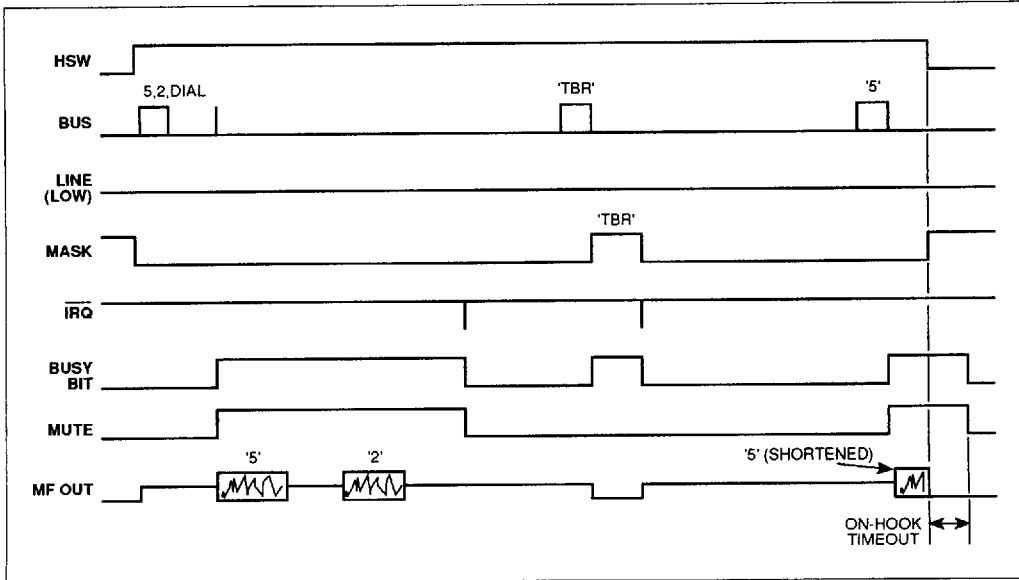 HSW
5,2,DIAL
'TBR'
'5'
BUS
LINE
(LOW)
'TBR'
MASK
IRQ
BUSY
BIT
MUTE
'5'
'2'
'5' (SHORTENED)
MF OUT
ON-HOOK
TIMEOUT